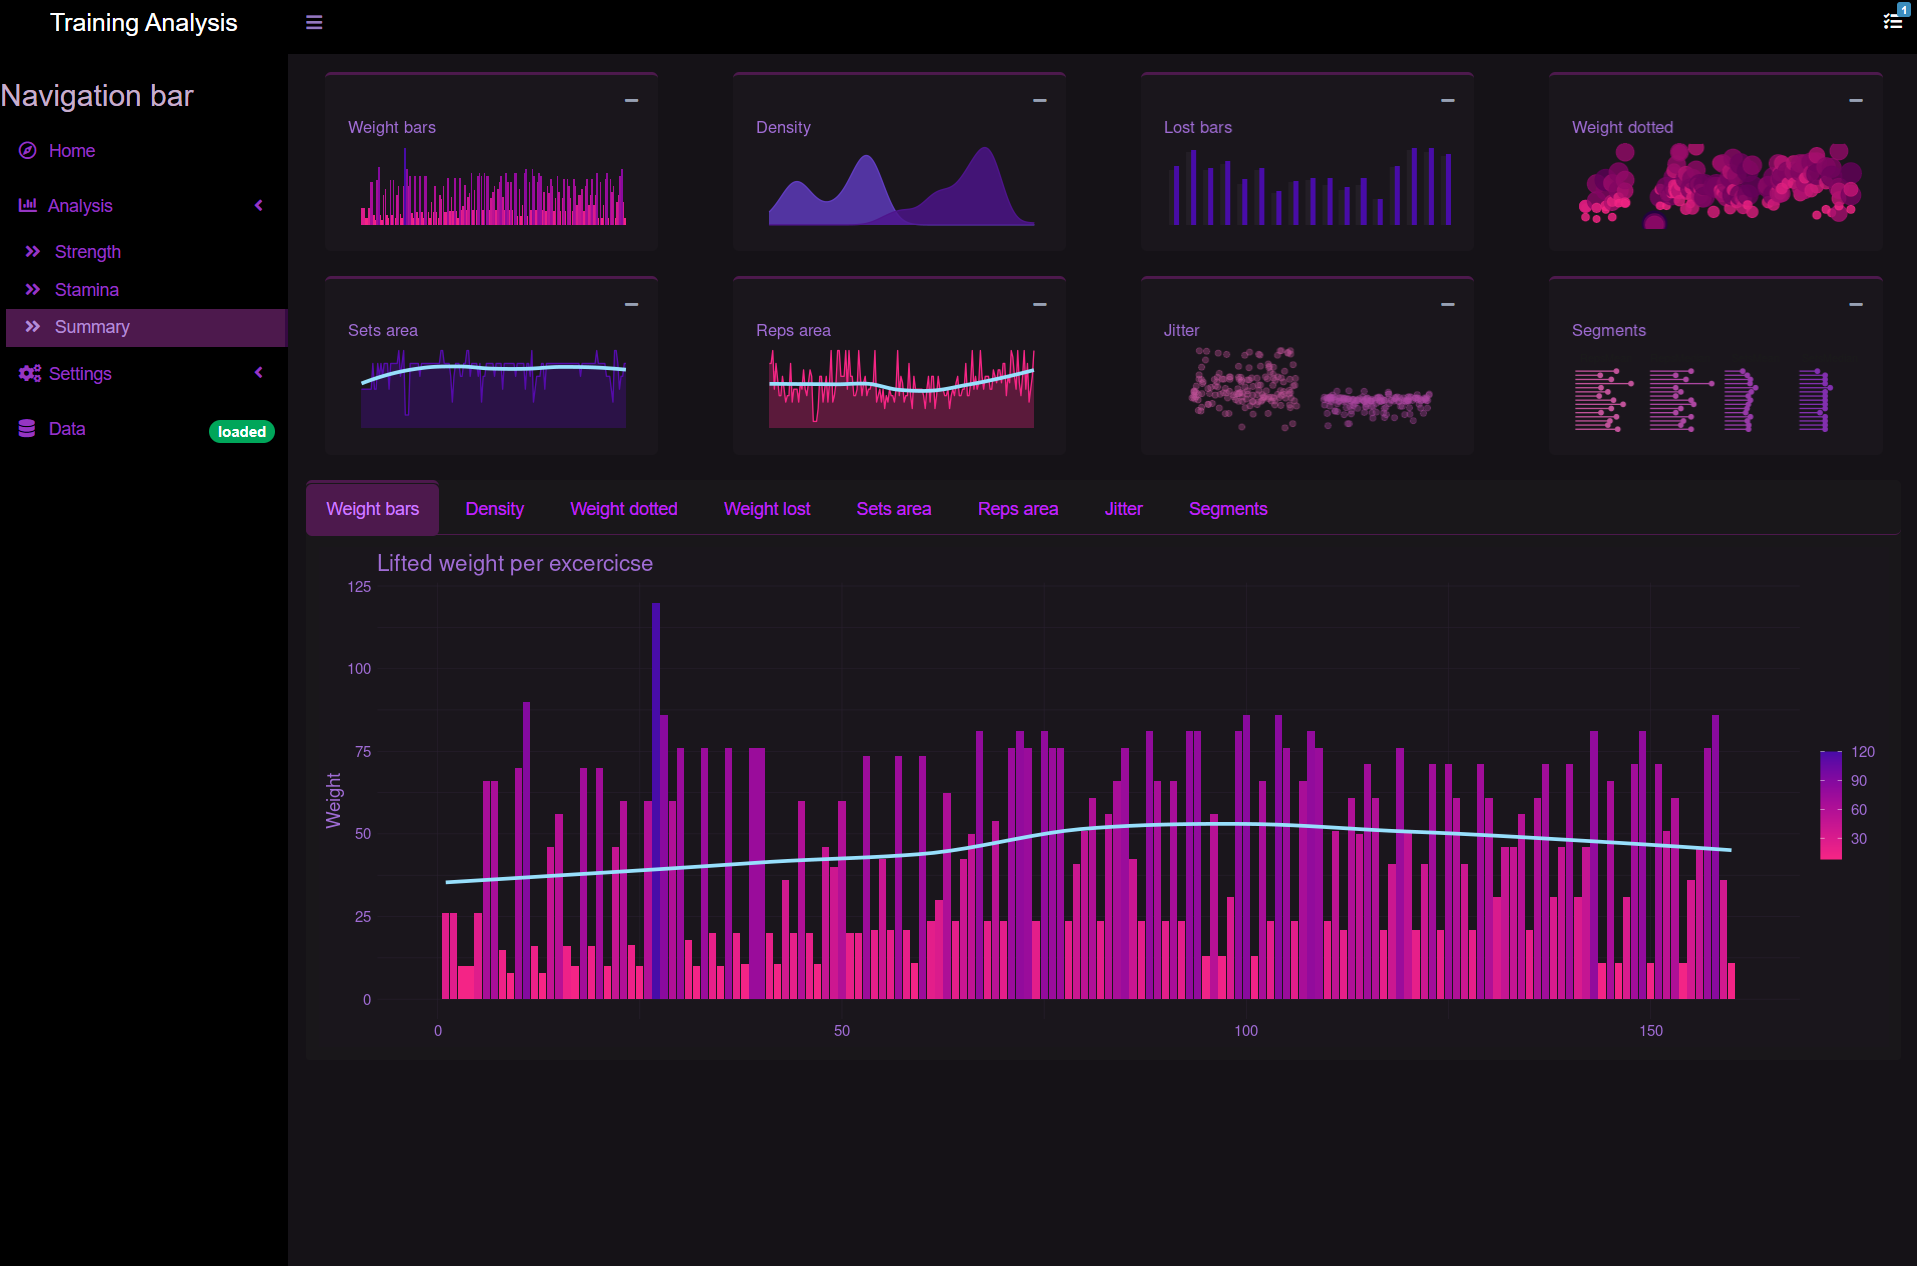 Training Analysis
1
Navigation bar
Home
Analysis
Strength
Stamina
Summary
Settings
Data
loaded
Weight bars
Density
Lost bars
Weight dotted
Sets area
Reps area
Jitter
Segments
Weight bars Density Weight dotted Weight lost Sets area Reps area Jitter Segments
Lifted weight per excercicse
125
100
75
50
25
0
Weight
0 50 100 150
120
90
60
30